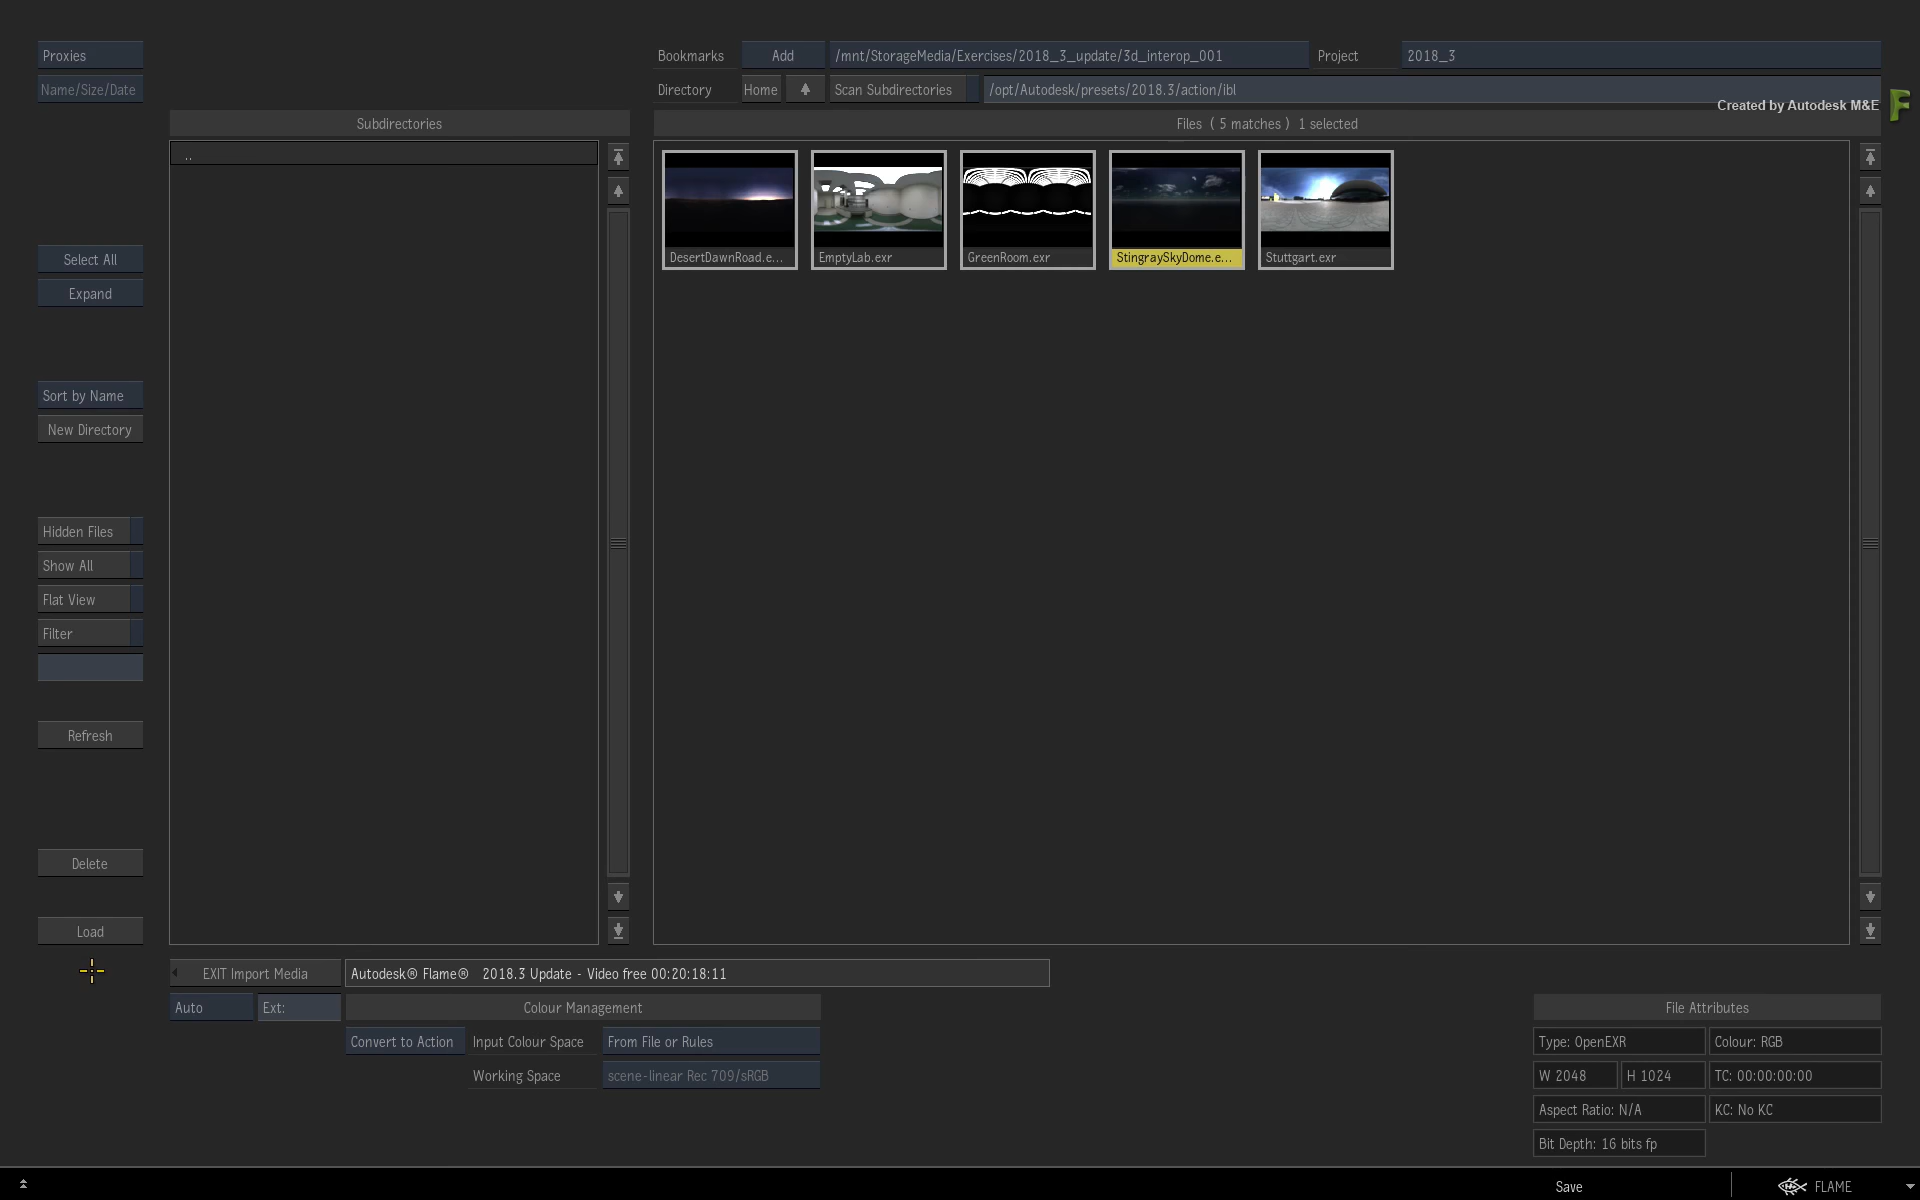 Proxies
Bookmarks Add /mnt/StorageMedia/Exercises/2018_3_update/3d_interop_001 Project 2018_3
Name/Size/Date
Directory Home Scan Subdirectories /opt/Autodesk/presets/2018.3/action/ibl
Created by Autodesk M&E
Subdirectories
Files ( 5 matches ) 1 selected
..
DesertDawnRoad.e... EmptyLab.exr GreenRoom.exr StingraySkyDome.e... Stuttgart.exr
Select All
Expand
Sort by Name
New Directory
Hidden Files
Show All
Flat View
Filter
Refresh
Delete
Load
EXIT Import Media Autodesk® Flame® 2018.3 Update - Video free 00:20:18:11
Auto Ext: Colour Management
File Attributes
Convert to Action Input Colour Space From File or Rules
Type: OpenEXR Colour: RGB
Working Space scene-linear Rec 709/sRGB
W 2048 H 1024 TC: 00:00:00:00
Aspect Ratio: N/A KC: No KC
Bit Depth: 16 bits fp
Save FLAME